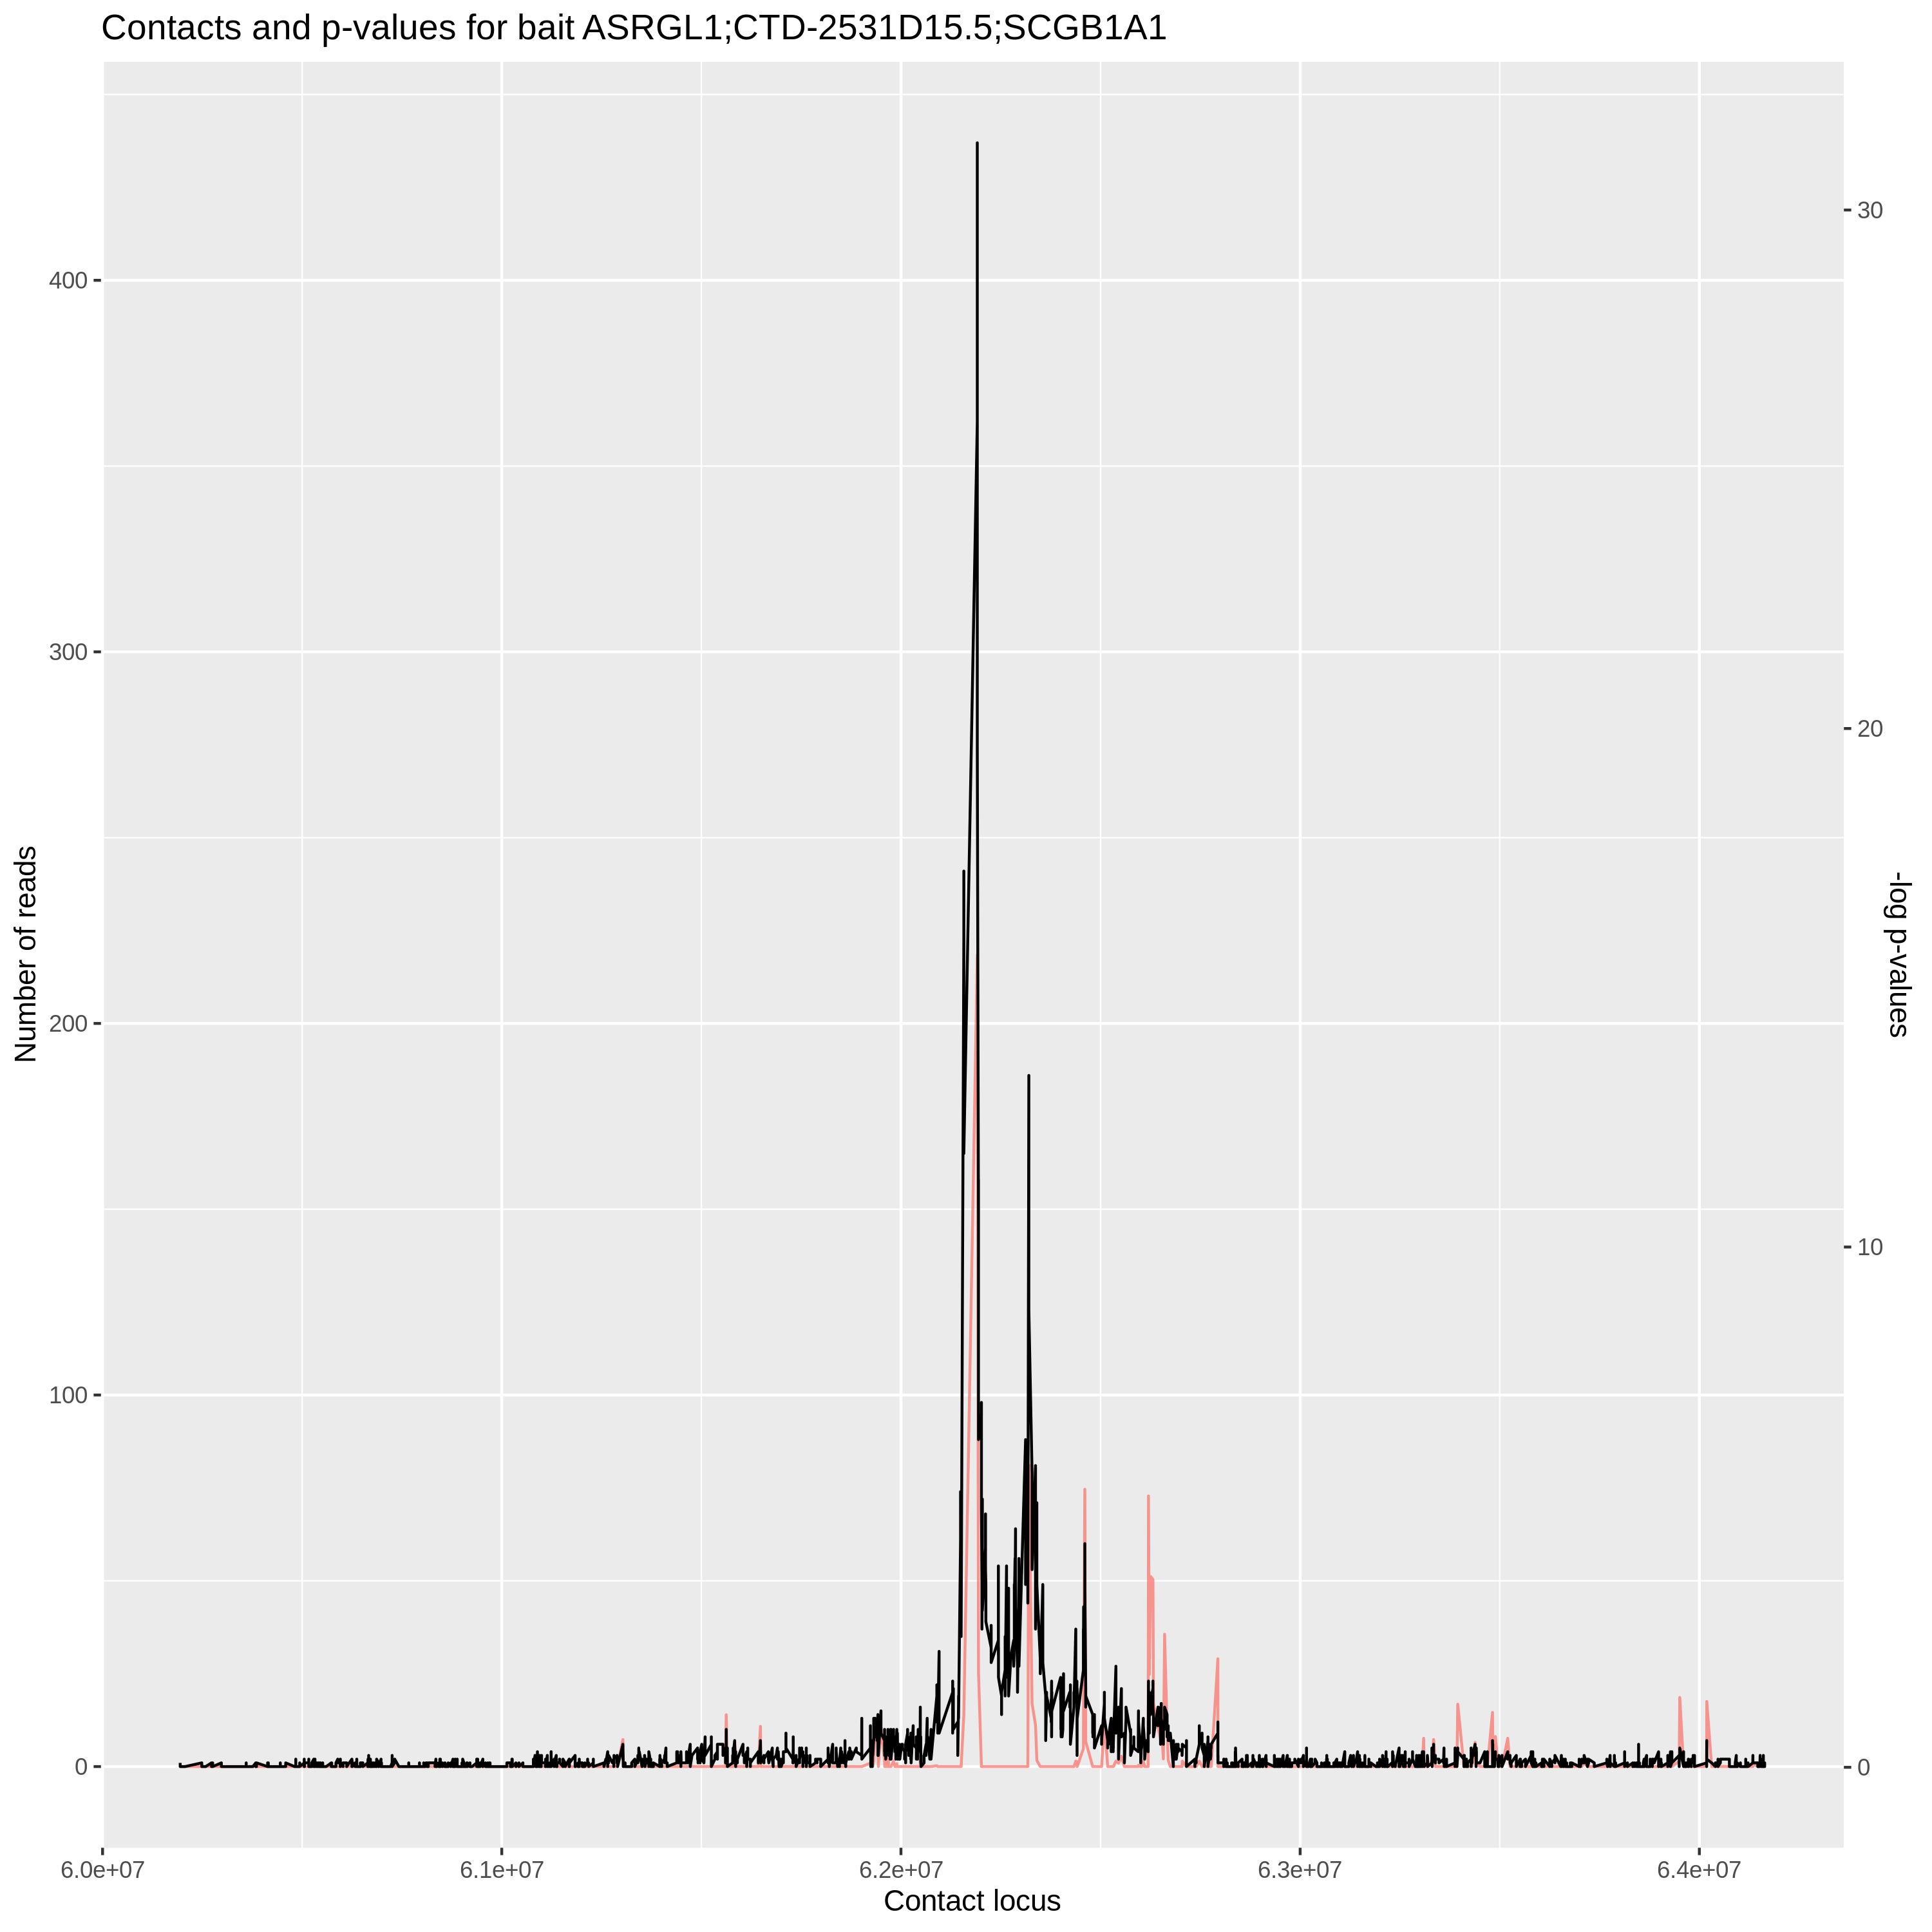 Contacts and p-values for bait ASRGL1;CTD-2531D15.5;SCGB1A1
400
300
200
100
0
Number of reads
30
20
10
0
-log p-values
6.0e+07
6.1e+07
6.2e+07
6.3e+07
6.4e+07
Contact locus